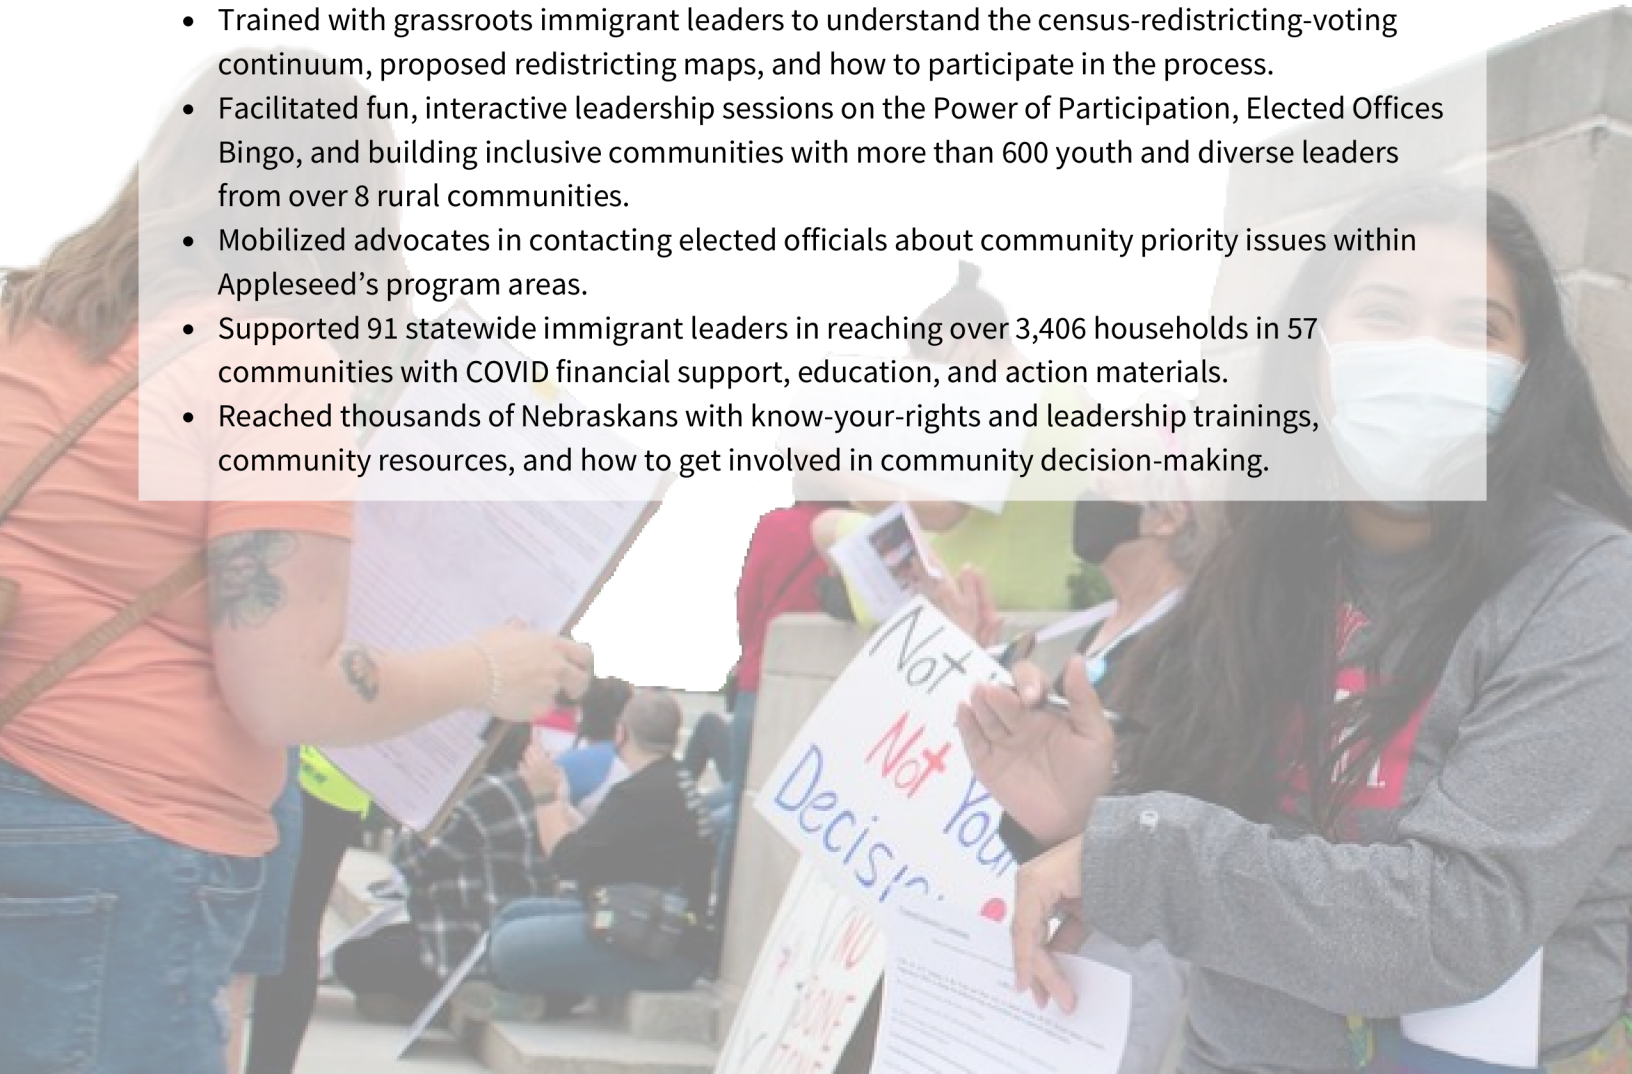 • Trained with grassroots immigrant leaders to understand the census-redistricting-voting
continuum, proposed redistricting maps, and how to participate in the process.
• Facilitated fun, interactive leadership sessions on the Power of Participation, Elected Offices
Bingo, and building inclusive communities with more than 600 youth and diverse leaders
from over 8 rural communities.
• Mobilized advocates in contacting elected officials about community priority issues within
Appleseed’s program areas.
• Supported 91 statewide immigrant leaders in reaching over 3,406 households in 57
communities with COVID financial support, education, and action materials.
• Reached thousands of Nebraskans with know-your-rights and leadership trainings,
community resources, and how to get involved in community decision-making.
Not
Not Your
NO